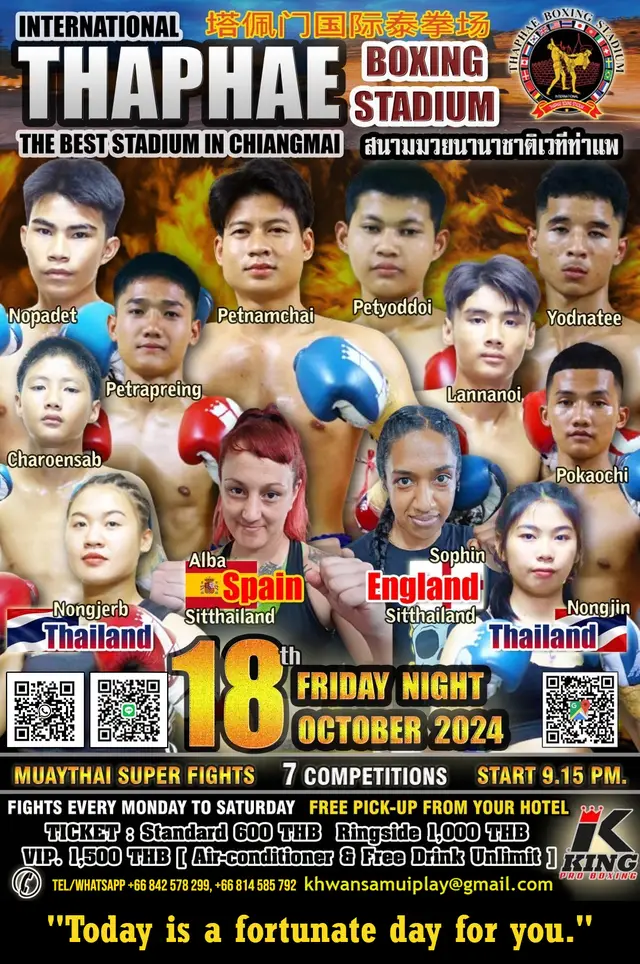 INTERNATIONAL
塔佩门国际泰拳场
THAPHAE
BOXING
STADIUM
THAPHAE BOXING STADIUM
THE BEST STADIUM IN CHIANGMAI
สนามมวยนานาชาติเวทีท่าแพ
Nopadet
Petnamchai
Petyoddoi
Yodnatee
Petrapreing
Lannanoi
Charoensab
Pokaochi
Alba
Spain
Sitthailand
Sophin
England
Sitthailand
Nongjerb
Thailand
Nongjin
Thailand
18th
FRIDAY NIGHT
OCTOBER 2024
MUAYTHAI SUPER FIGHTS 7 COMPETITIONS START 9.15 PM.
FIGHTS EVERY MONDAY TO SATURDAY FREE PICK-UP FROM YOUR HOTEL
TICKET : Standard 600 THB Ringside 1,000 THB
VIP. 1,500 THB [ Air-conditioner & Free Drink Unlimit ]
K
KING
PRO BOXING
TEL/WHATSAPP +66 842 578 299, +66 814 585 792 khwansamuiplay@gmail.com
"Today is a fortunate day for you."